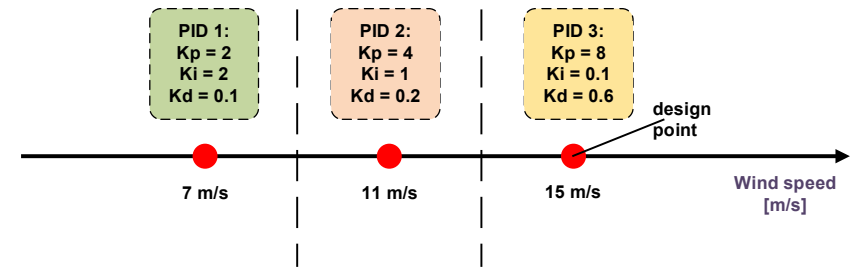 PID 1:
Kp = 2
Ki = 2
Kd = 0.1
PID 2:
Kp = 4
Ki = 1
Kd = 0.2
PID 3:
Kp = 8
Ki = 0.1
Kd = 0.6
design
point
7 m/s
11 m/s
15 m/s
Wind speed
[m/s]